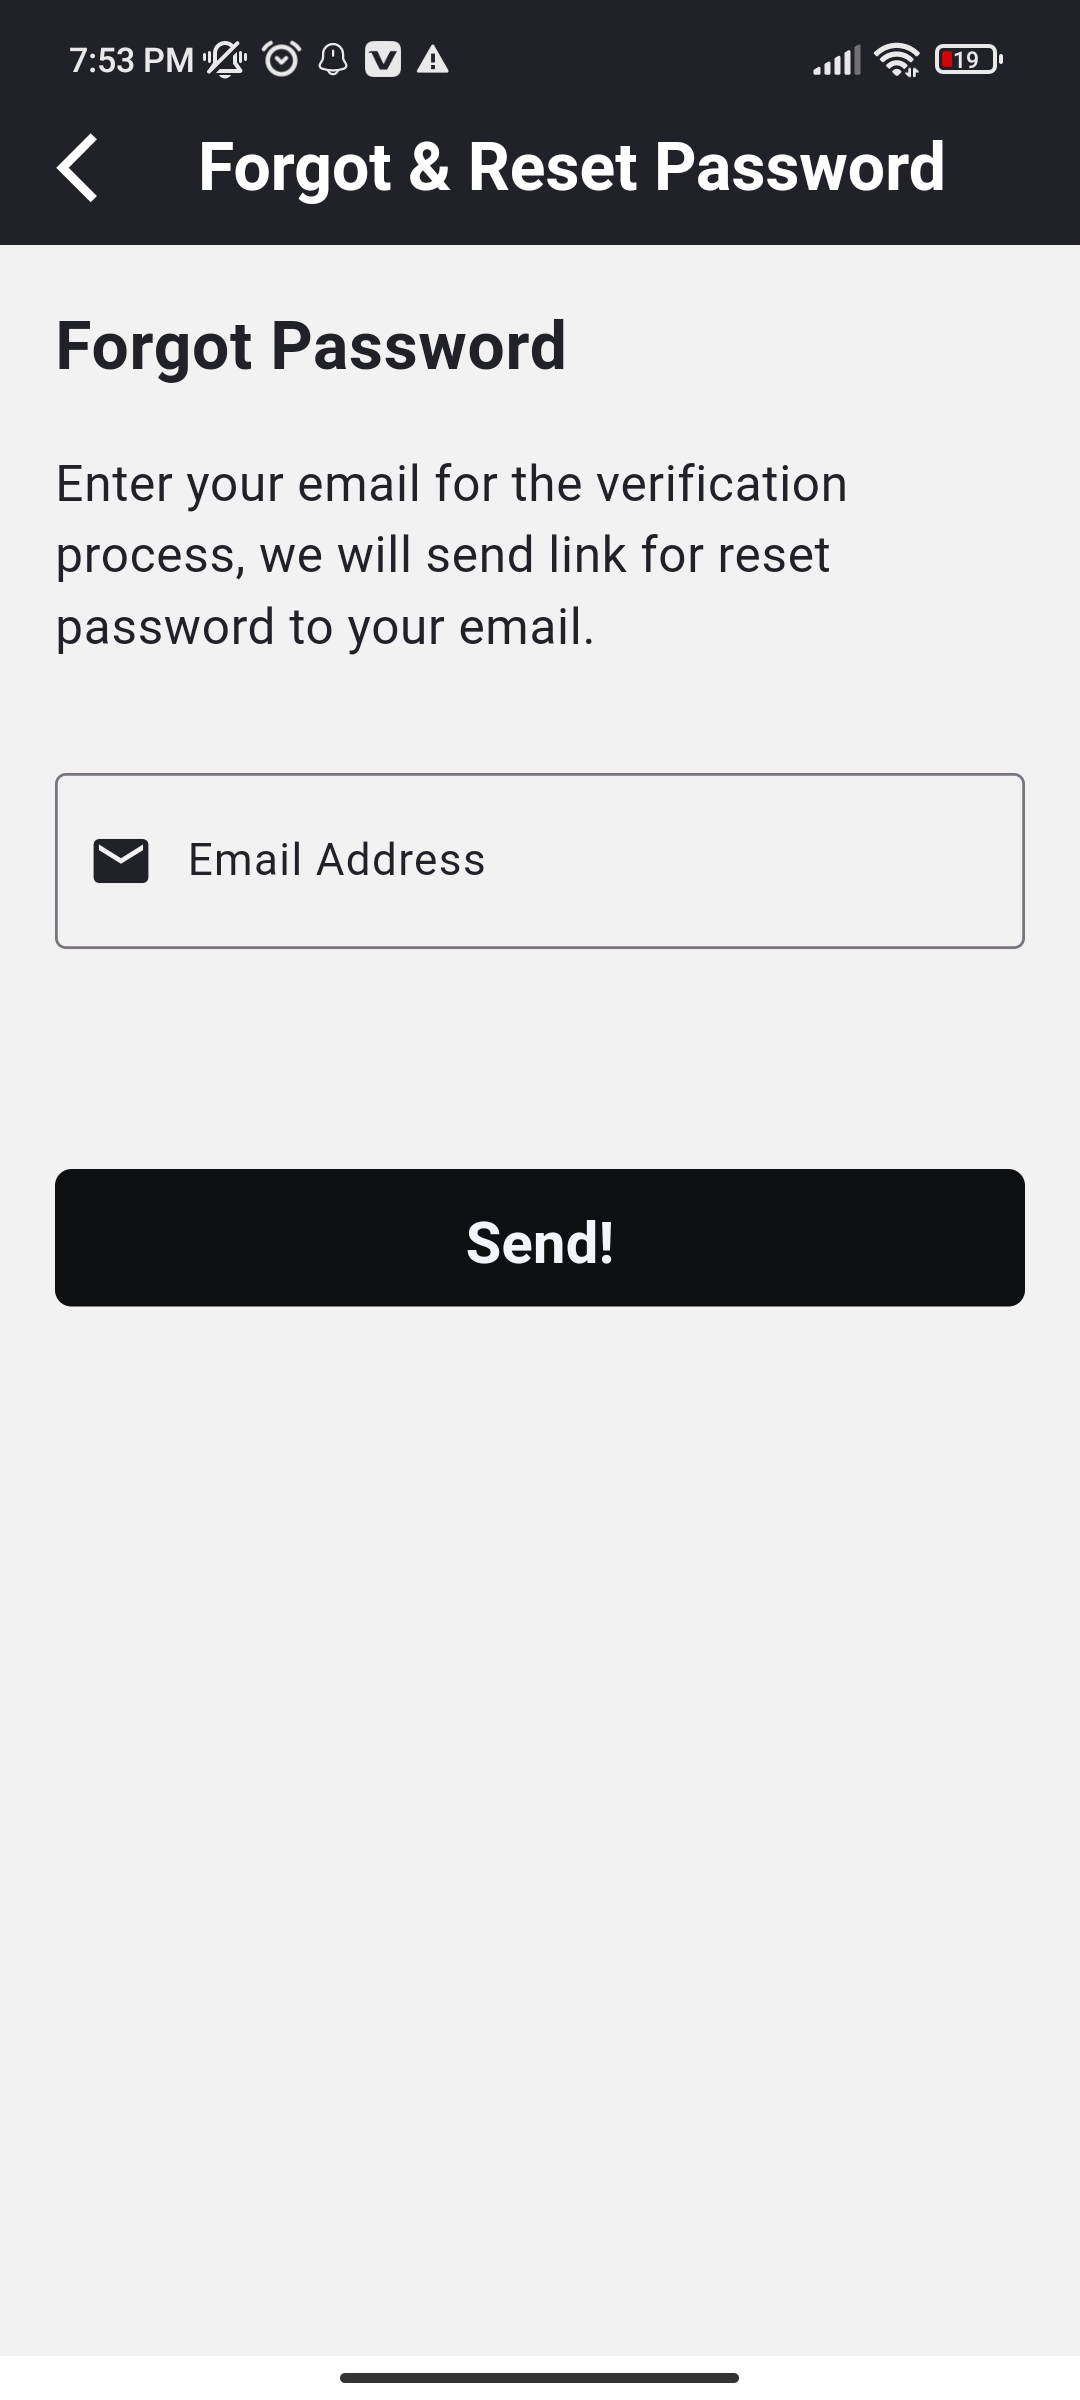 7:53 PM
19
Forgot & Reset Password
Forgot Password
Enter your email for the verification
process, we will send link for reset
password to your email.
Email Address
Send!